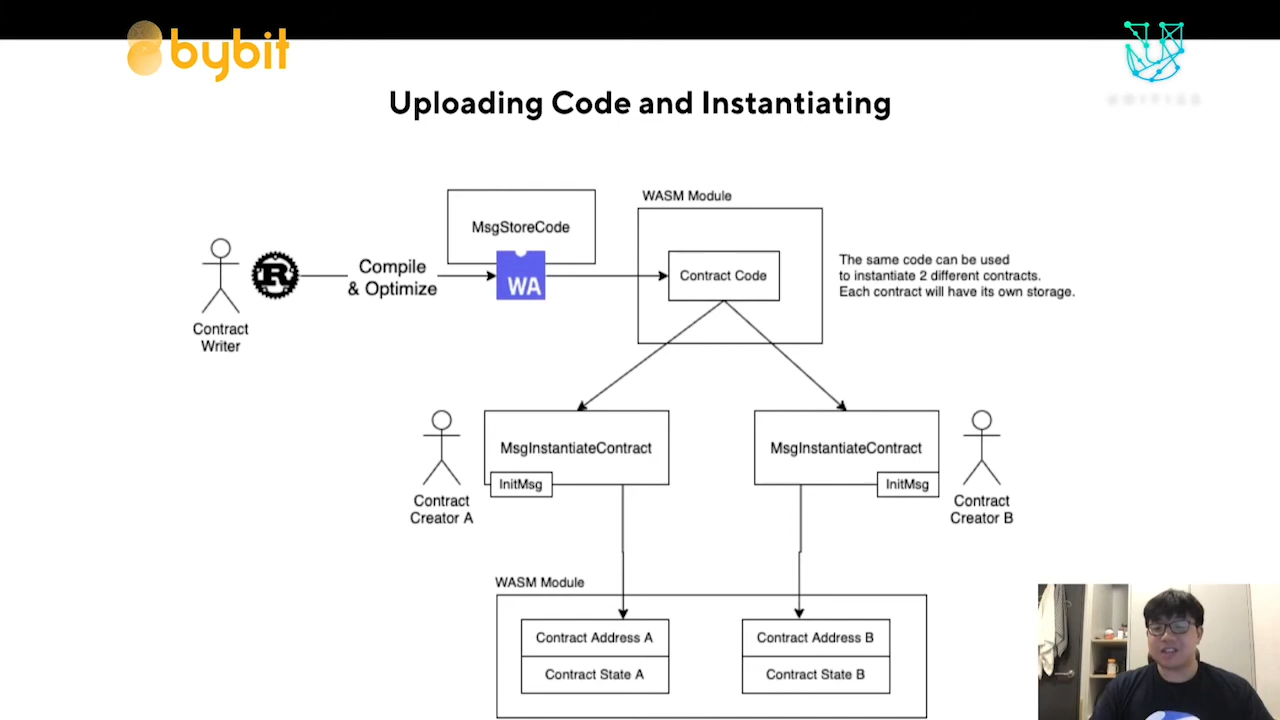 bybit
Uploading Code and Instantiating
WASM Module
MsgStoreCode
R
Compile
& Optimize
WA
Contract Code
The same code can be used
to instantiate 2 different contracts.
Each contract will have its own storage.
Contract
Writer
MsgInstantiateContract
InitMsg
Contract
Creator A
MsgInstantiateContract
InitMsg
Contract
Creator B
WASM Module
Contract Address A
Contract State A
Contract Address B
Contract State B